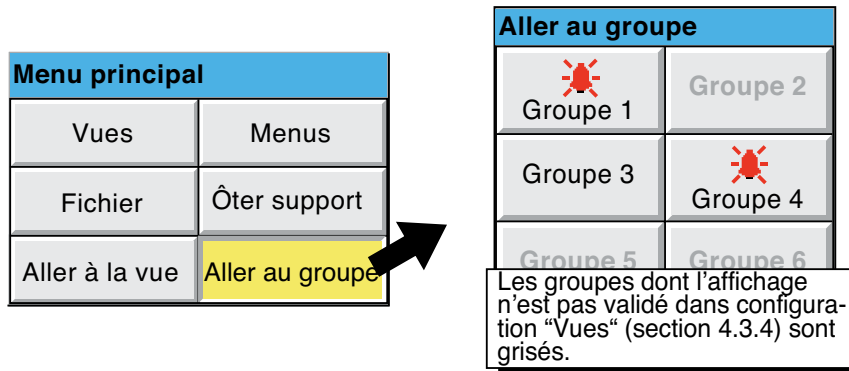 Menu principal
Vues
Menus
Fichier
Ôter support
Aller à la vue
Aller au groupe
Aller au groupe
Groupe 1
Groupe 2
Groupe 3
Groupe 4
Groupe 5
Groupe 6
Les groupes dont l’affichage
n’est pas validé dans configura-
tion “Vues“ (section 4.3.4) sont
grisés.